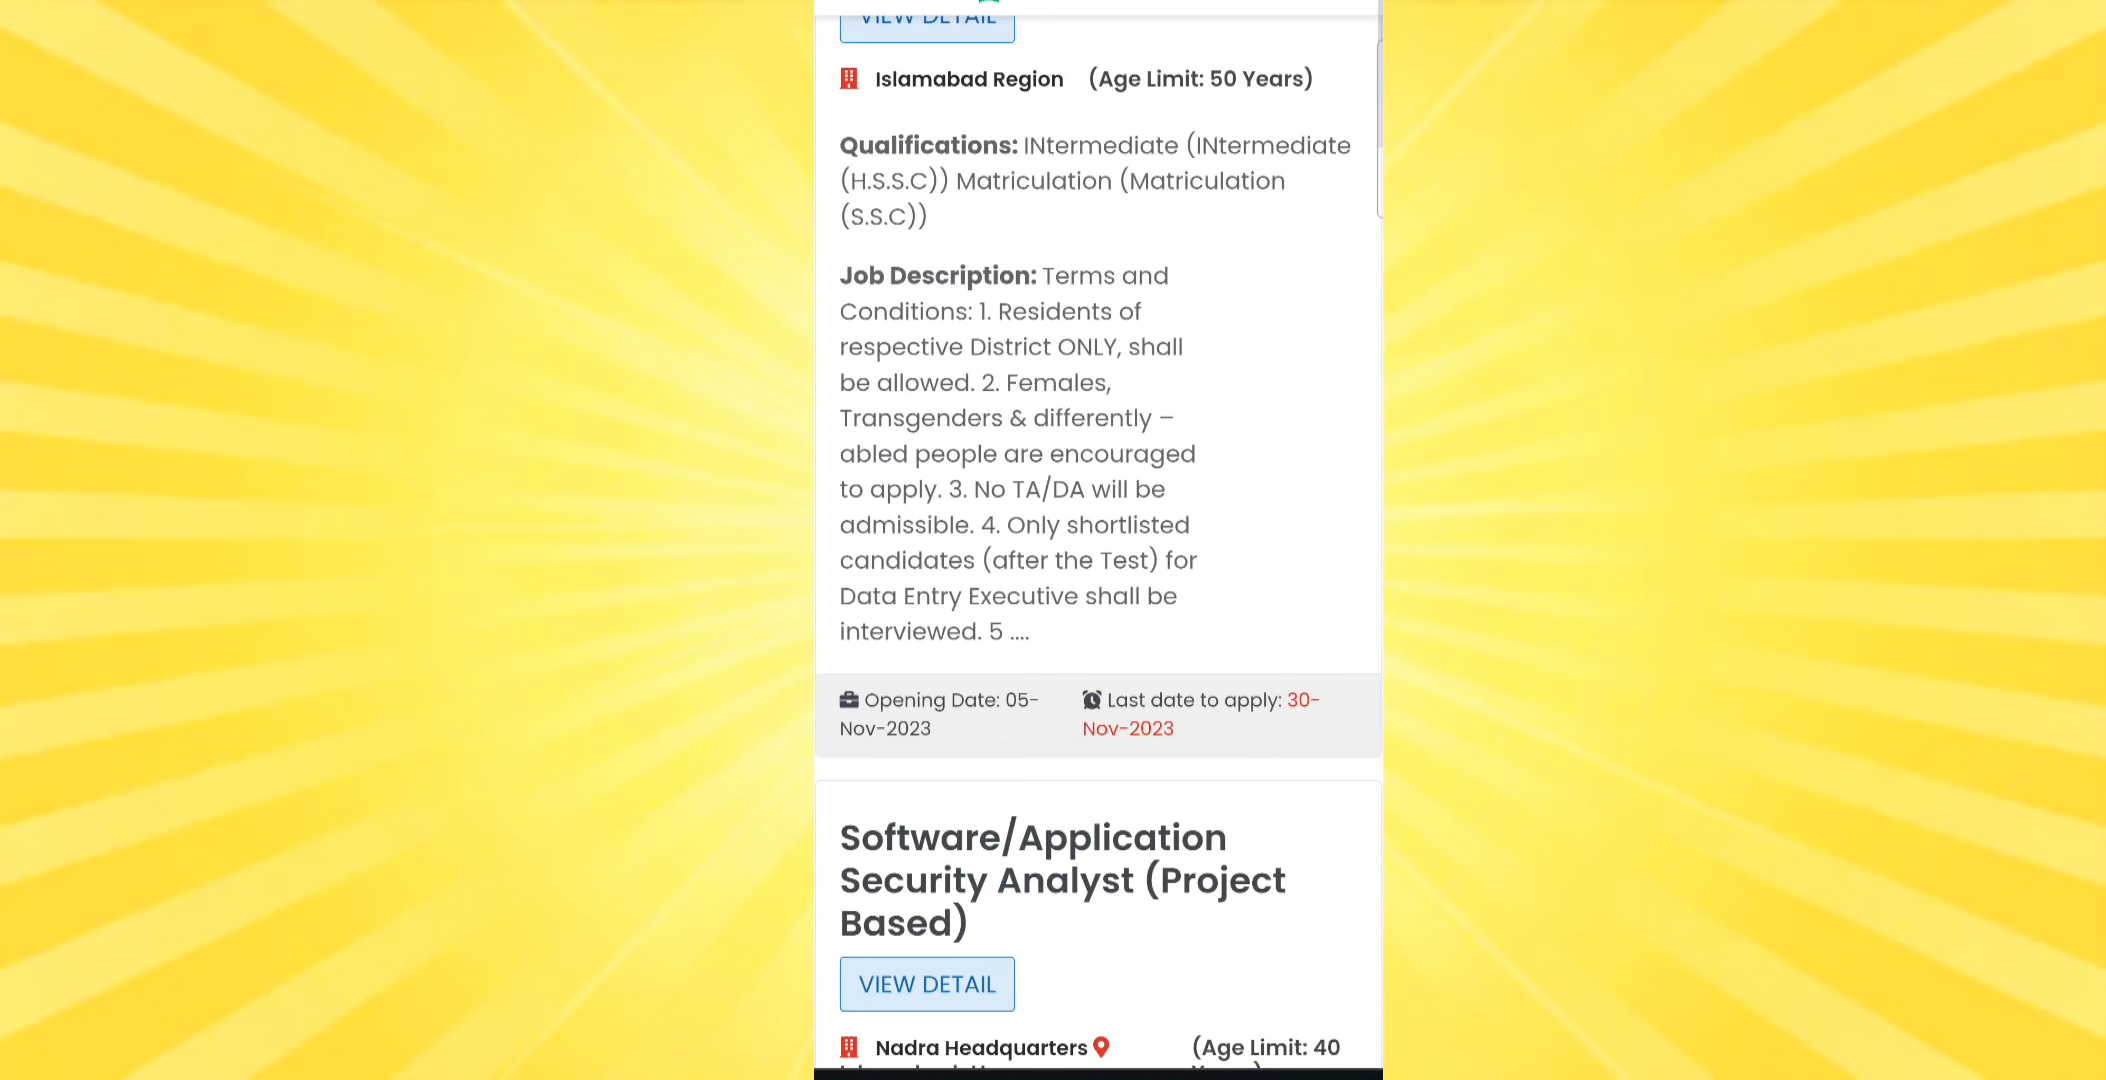 VIEW DETAIL
Islamabad Region (Age Limit: 50 Years)
Qualifications: INtermediate (INtermediate
(H.S.S.C)) Matriculation (Matriculation
(S.S.C))
Job Description: Terms and
Conditions: 1. Residents of
respective District ONLY, shall
be allowed. 2. Females,
Transgenders & differently –
abled people are encouraged
to apply. 3. No TA/DA will be
admissible. 4. Only shortlisted
candidates (after the Test) for
Data Entry Executive shall be
interviewed. 5 ....
Opening Date: 05-
Nov-2023
Last date to apply: 30-
Nov-2023
Software/Application
Security Analyst (Project
Based)
VIEW DETAIL
Nadra Headquarters (Age Limit: 40